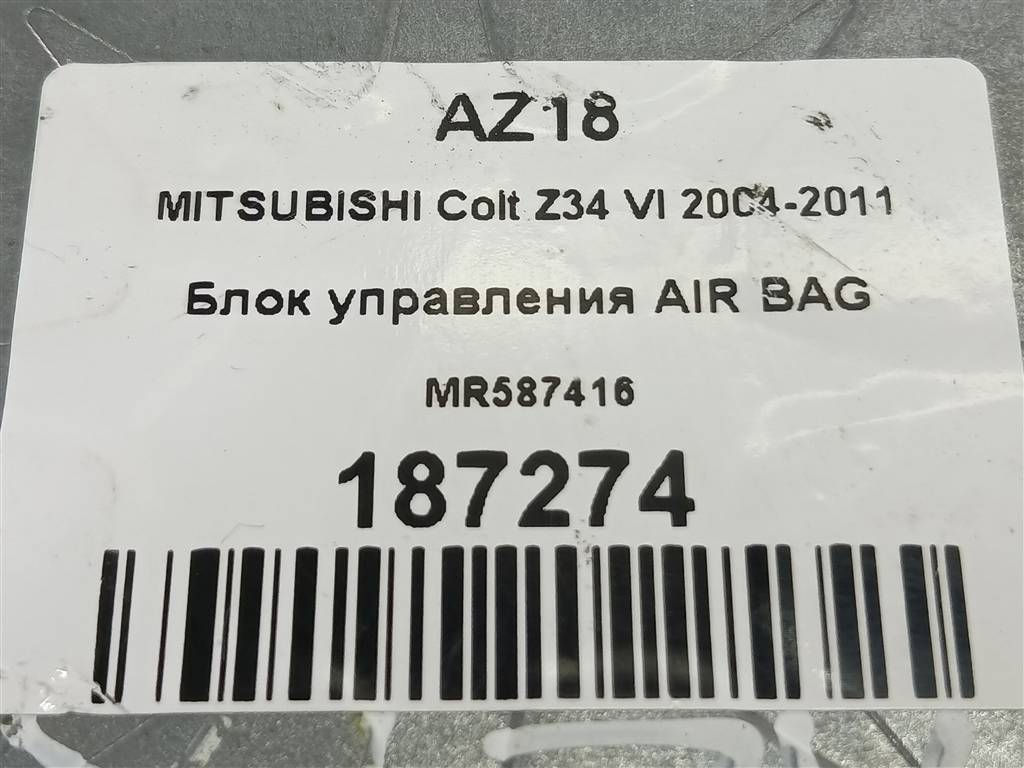 AZ18
MITSUBISHI Colt Z34 VI 2004-2011
Блок управления AIR BAG
MR587416
187274